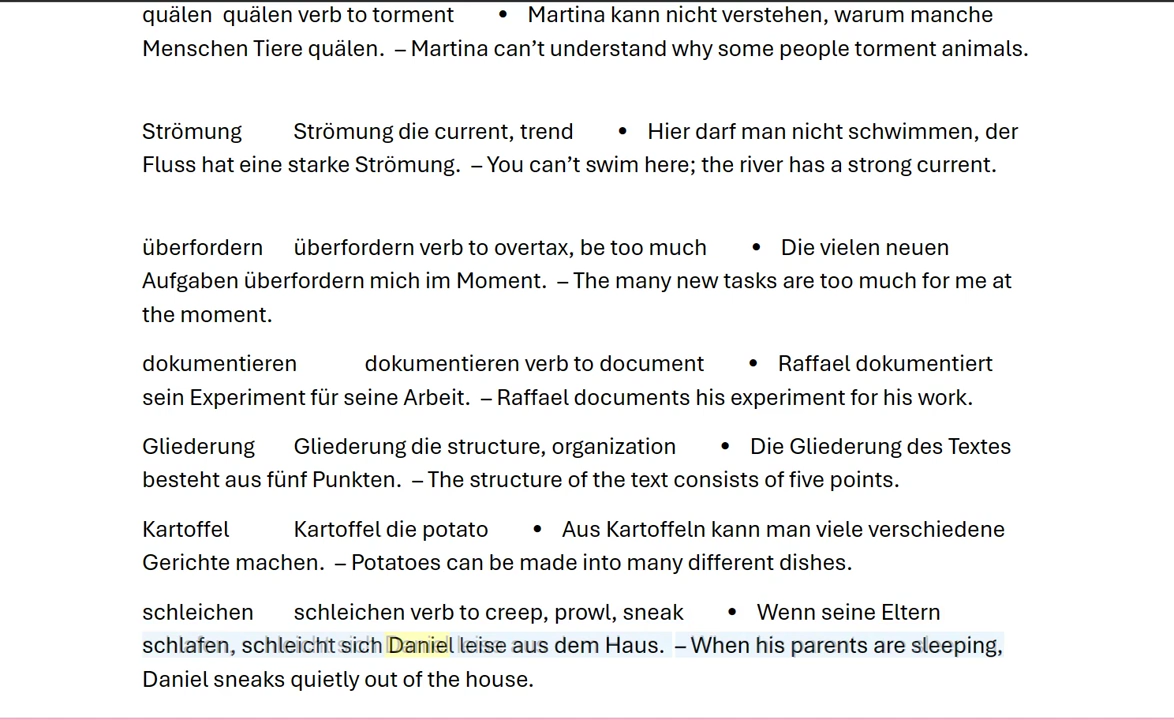 quälen quälen verb to torment • Martina kann nicht verstehen, warum manche
Menschen Tiere quälen. – Martina can’t understand why some people torment animals.
Strömung Strömung die current, trend • Hier darf man nicht schwimmen, der
Fluss hat eine starke Strömung. – You can’t swim here; the river has a strong current.
überfordern überfordern verb to overtax, be too much • Die vielen neuen
Aufgaben überfordern mich im Moment. – The many new tasks are too much for me at
the moment.
dokumentieren dokumentieren verb to document • Raffael dokumentiert
sein Experiment für seine Arbeit. – Raffael documents his experiment for his work.
Gliederung Gliederung die structure, organization • Die Gliederung des Textes
besteht aus fünf Punkten. – The structure of the text consists of five points.
Kartoffel Kartoffel die potato • Aus Kartoffeln kann man viele verschiedene
Gerichte machen. – Potatoes can be made into many different dishes.
schleichen schleichen verb to creep, prowl, sneak • Wenn seine Eltern
schlafen, schleicht sich Daniel leise aus dem Haus. – When his parents are sleeping,
Daniel sneaks quietly out of the house.